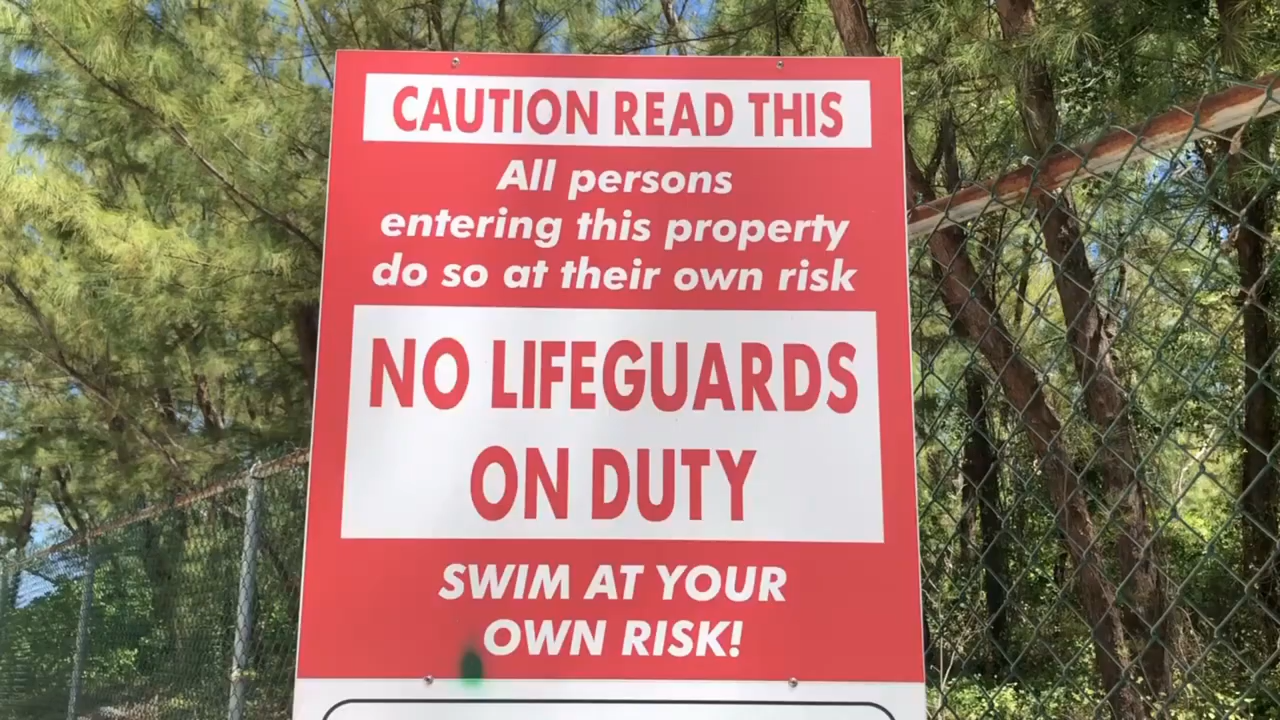 CAUTION READ THIS
All persons
entering this property
do so at their own risk
NO LIFEGUARDS
ON DUTY
SWIM AT YOUR
OWN RISK!